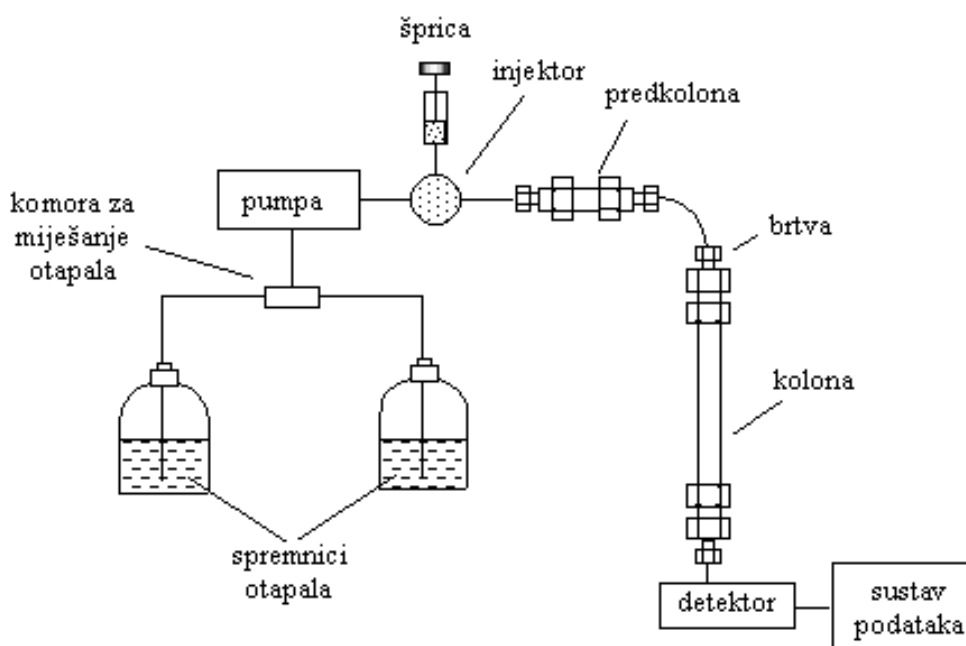 šprica
injektor
predkolona
pumpa
komora za
miješanje
otapala
brtva
kolona
spremnici
otapala
detektor
sustav
podataka